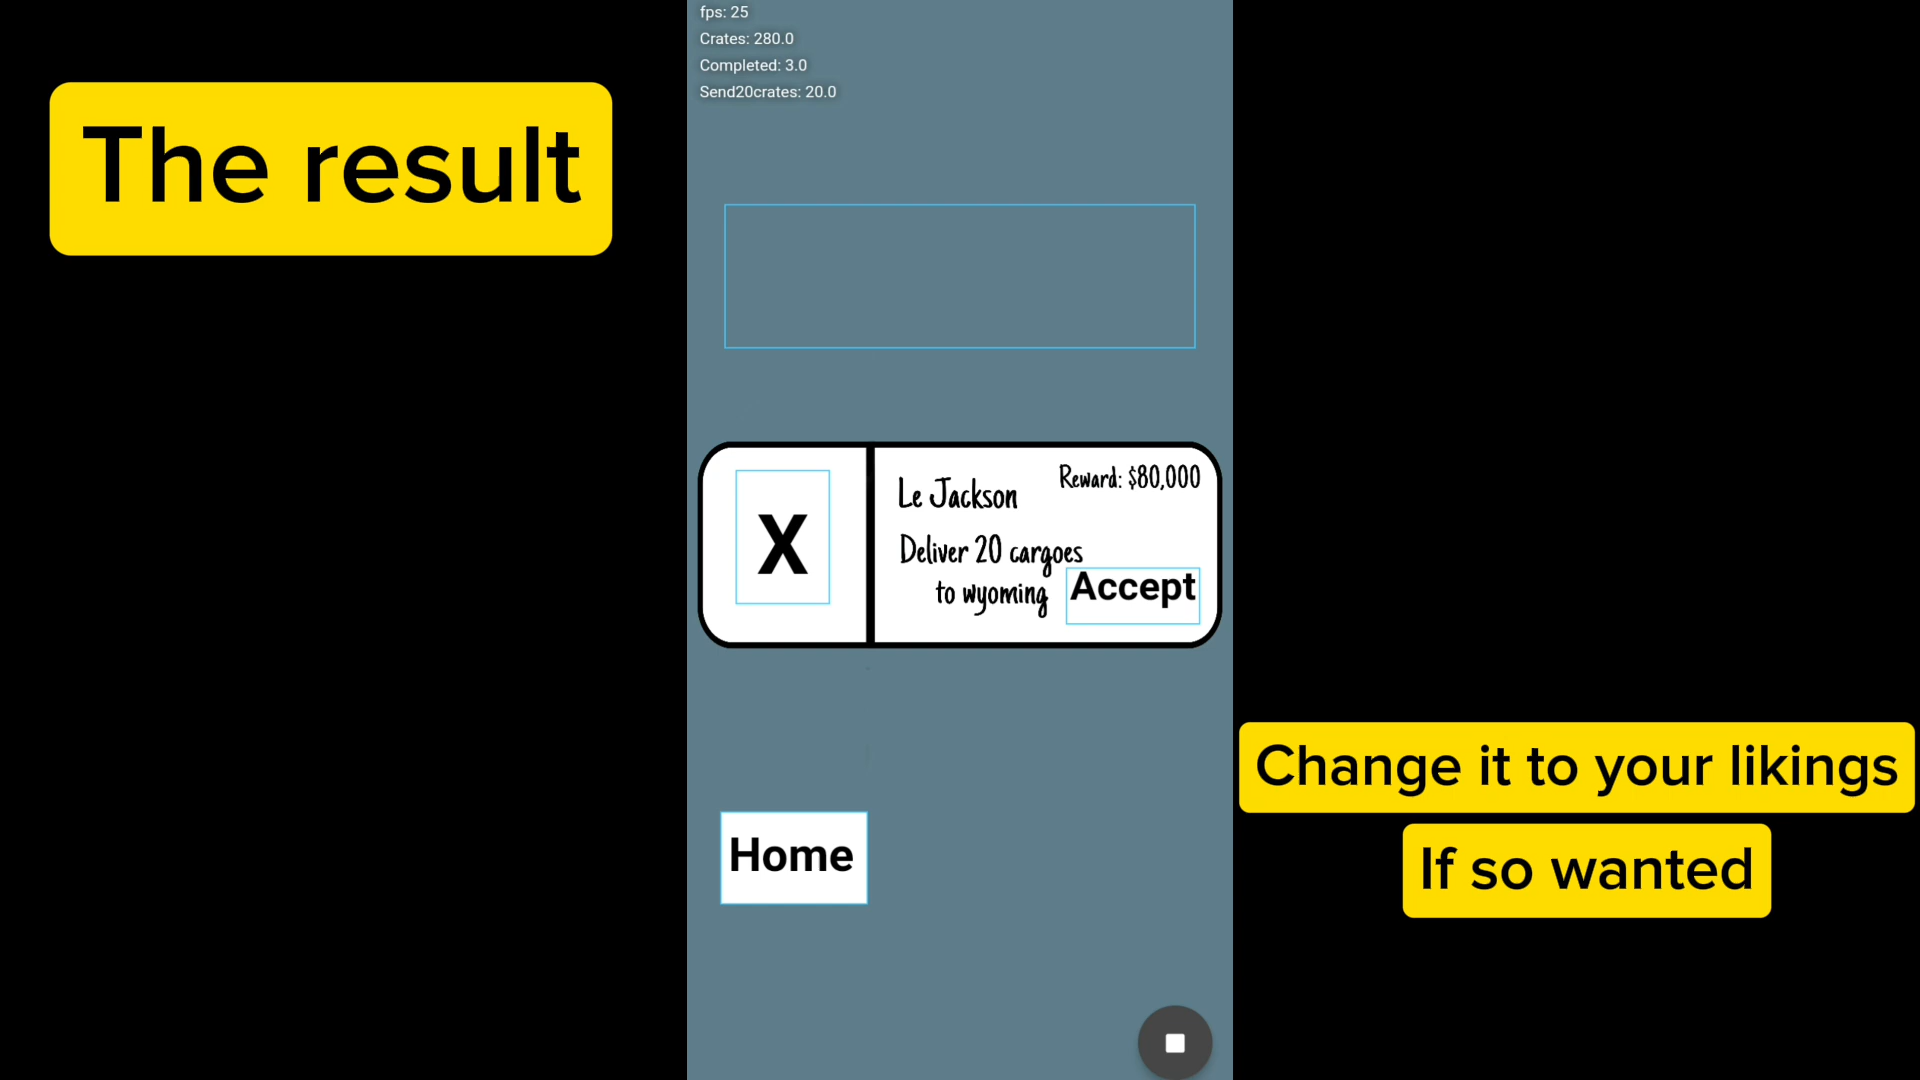 The result
fps: 25
Crates: 280.0
Completed: 3.0
Send20crates: 20.0
X
Le Jackson
Reward: $80,000
Deliver 20 cargoes
to wyoming
Accept
Home
Change it to your likings
If so wanted